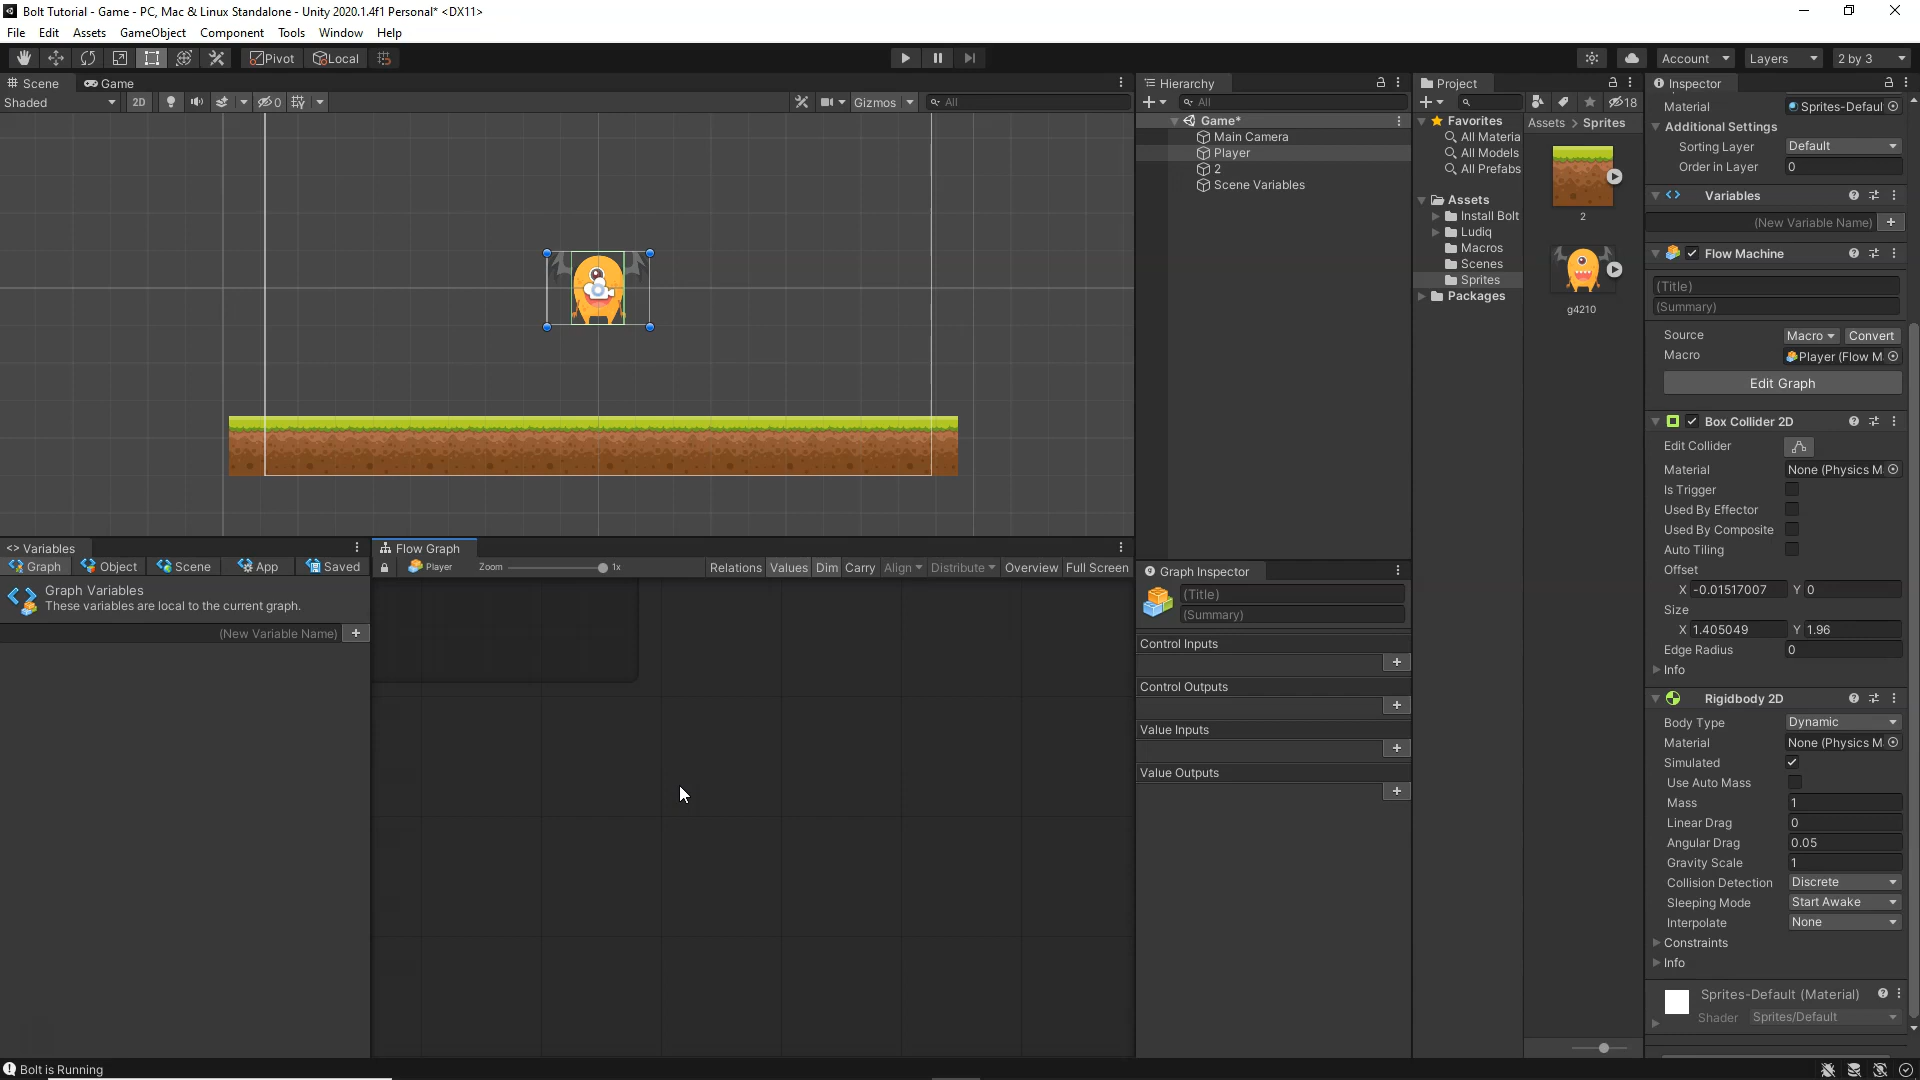 Bolt Tutorial - Game - PC, Mac & Linux Standalone - Unity 2020.1.4f1 Personal* <DX11>
File Edit Assets GameObject Component Tools Window Help
Pivot Local Account Layers 2 by 3
Scene Game
Shaded 2D 0 Gizmos All
Variables
Graph Object Scene App Saved
Graph Variables
These variables are local to the current graph.
(New Variable Name) +
Flow Graph
Player Zoom 1x Relations Values Dim Carry Align Distribute Overview Full Screen
Hierarchy
+ All
Game*
Main Camera
Player
2
Scene Variables
Graph Inspector
(Title)
(Summary)
Control Inputs
+
Control Outputs
+
Value Inputs
+
Value Outputs
+
Project
+ 18
Favorites
All Materia
All Models
All Prefabs
Assets
Install Bolt
Ludiq
Macros
Scenes
Sprites
Packages
Assets > Sprites
2
g4210
Inspector
Material Sprites-Defaul
Additional Settings
Sorting Layer Default
Order in Layer 0
Variables
(New Variable Name) +
Flow Machine
(Title)
(Summary)
Source Macro Convert
Macro Player (Flow M
Edit Graph
Box Collider 2D
Edit Collider
Material None (Physics M
Is Trigger
Used By Effector
Used By Composite
Auto Tiling
Offset
X -0.01517007 Y 0
Size
X 1.405049 Y 1.96
Edge Radius 0
Info
Rigidbody 2D
Body Type Dynamic
Material None (Physics M
Simulated
Use Auto Mass
Mass 1
Linear Drag 0
Angular Drag 0.05
Gravity Scale 1
Collision Detection Discrete
Sleeping Mode Start Awake
Interpolate None
Constraints
Info
Sprites-Default (Material)
Shader Sprites/Default
Bolt is Running